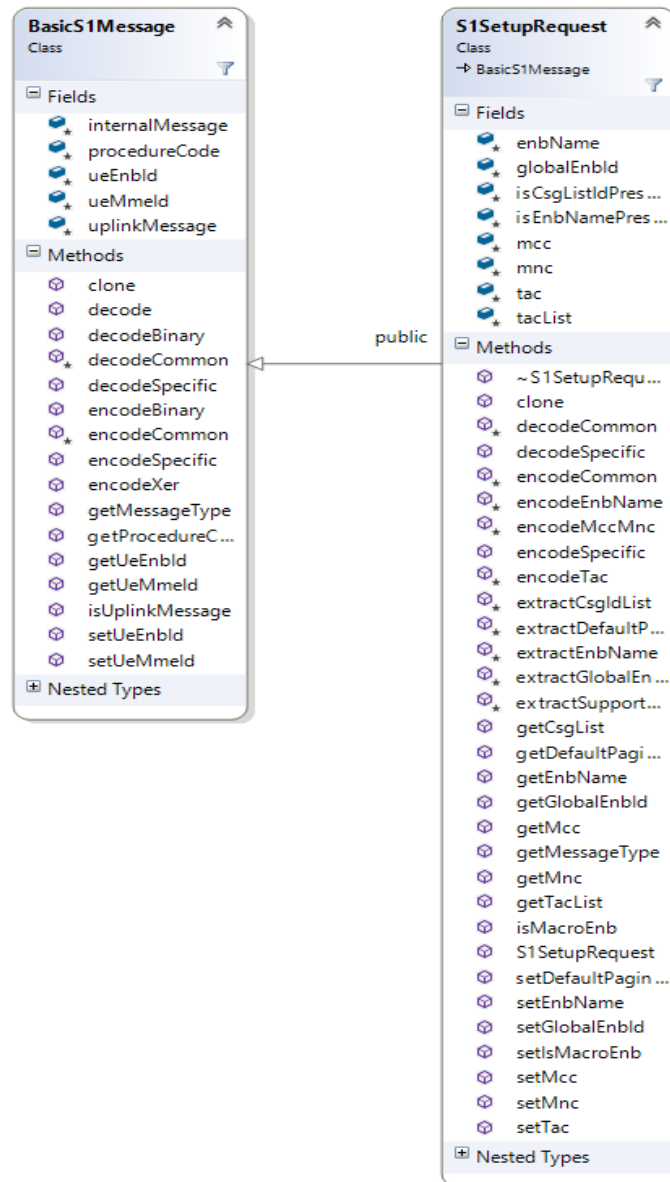 BasicS1Message
Class
Fields
internalMessage
procedureCode
ueEnbId
ueMmeId
uplinkMessage
Methods
clone
decode
decodeBinary
decodeCommon
decodeSpecific
encodeBinary
encodeCommon
encodeSpecific
encodeXer
getMessageType
getProcedureC...
getUeEnbId
getUeMmeId
isUplinkMessage
setUeEnbId
setUeMmeId
Nested Types
public
S1SetupRequest
Class
BasicS1Message
Fields
enbName
globalEnbId
isCsgListIdPres...
isEnbNamePres...
mcc
mnc
tac
tacList
Methods
~S1SetupRequ...
clone
decodeCommon
decodeSpecific
encodeCommon
encodeEnbName
encodeMccMnc
encodeSpecific
encodeTac
extractCsgIdList
extractDefaultP...
extractEnbName
extractGlobalEn...
extractSupport...
getCsgList
getDefaultPagi...
getEnbName
getGlobalEnbId
getMcc
getMessageType
getMnc
getTacList
isMacroEnb
S1SetupRequest
setDefaultPagin...
setEnbName
setGlobalEnbId
setIsMacroEnb
setMcc
setMnc
setTac
Nested Types